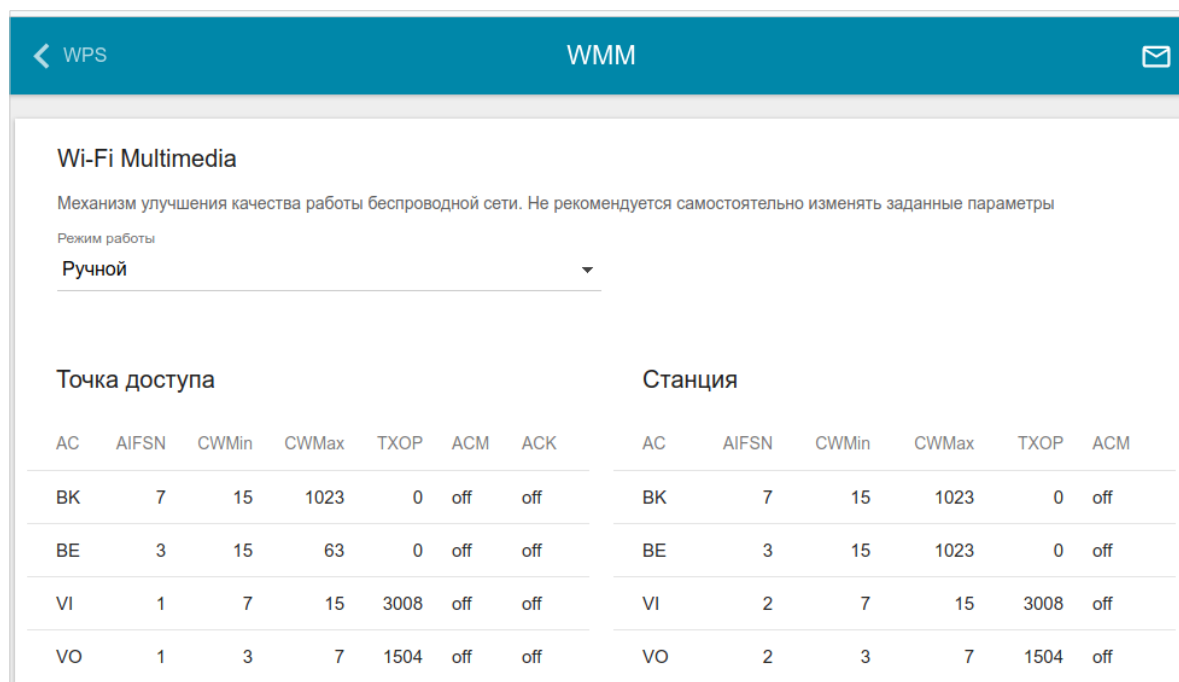 WPS WMM
Wi-Fi Multimedia
Механизм улучшения качества работы беспроводной сети. Не рекомендуется самостоятельно изменять заданные параметры
Режим работы
Ручной
Точка доступа
AC AIFSN CWMin CWMax TXOP ACM ACK
BK 7 15 1023 0 off off
BE 3 15 63 0 off off
VI 1 7 15 3008 off off
VO 1 3 7 1504 off off
Станция
AC AIFSN CWMin CWMax TXOP ACM
BK 7 15 1023 0 off
BE 3 15 1023 0 off
VI 2 7 15 3008 off
VO 2 3 7 1504 off